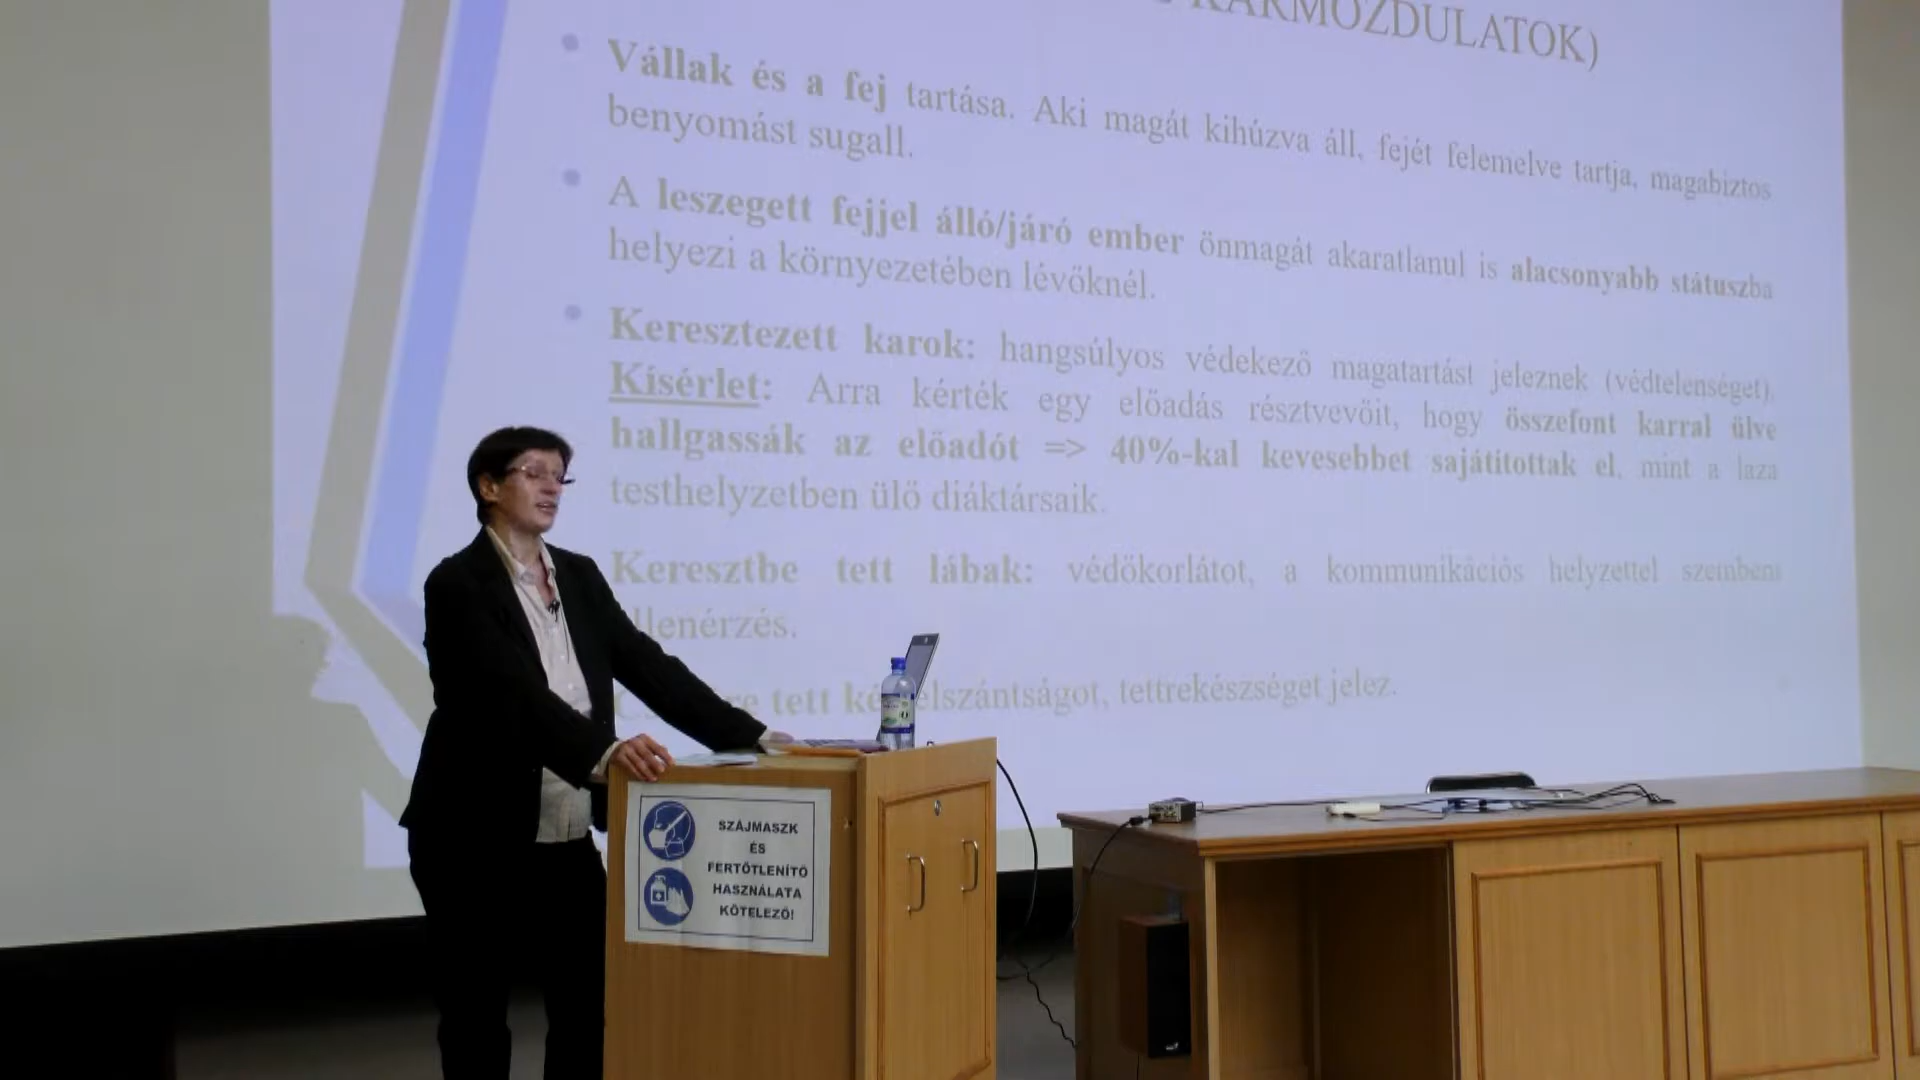 KARMOZDULATOK)
Vállak és a fej tartása. Aki magát kihúzva áll, fejét felemelve tartja, magabiztos
benyomást sugall.
A leszegett fejjel álló/járó ember önmagát akaratlanul is alacsonyabb státuszba
helyezi a környezetében lévőknél.
Keresztezett karok: hangsúlyos védekező magatartást jeleznek (védtelenséget).
Kísérlet: Arra kérték egy előadás résztvevőit, hogy összefont karral ülve
hallgassák az előadót => 40%-kal kevesebbet sajátítottak el, mint a laza
testhelyzetben ülő diáktársaik.
Keresztbe tett lábak: védőkorlátot, a kommunikációs helyzettel szembeni
llenérzés.
tett elszántságot, tettrekészséget jelez.
SZÁJMASZK
ÉS
FERTŐTLENÍTŐ
HASZNÁLATA
KÖTELEZŐ!